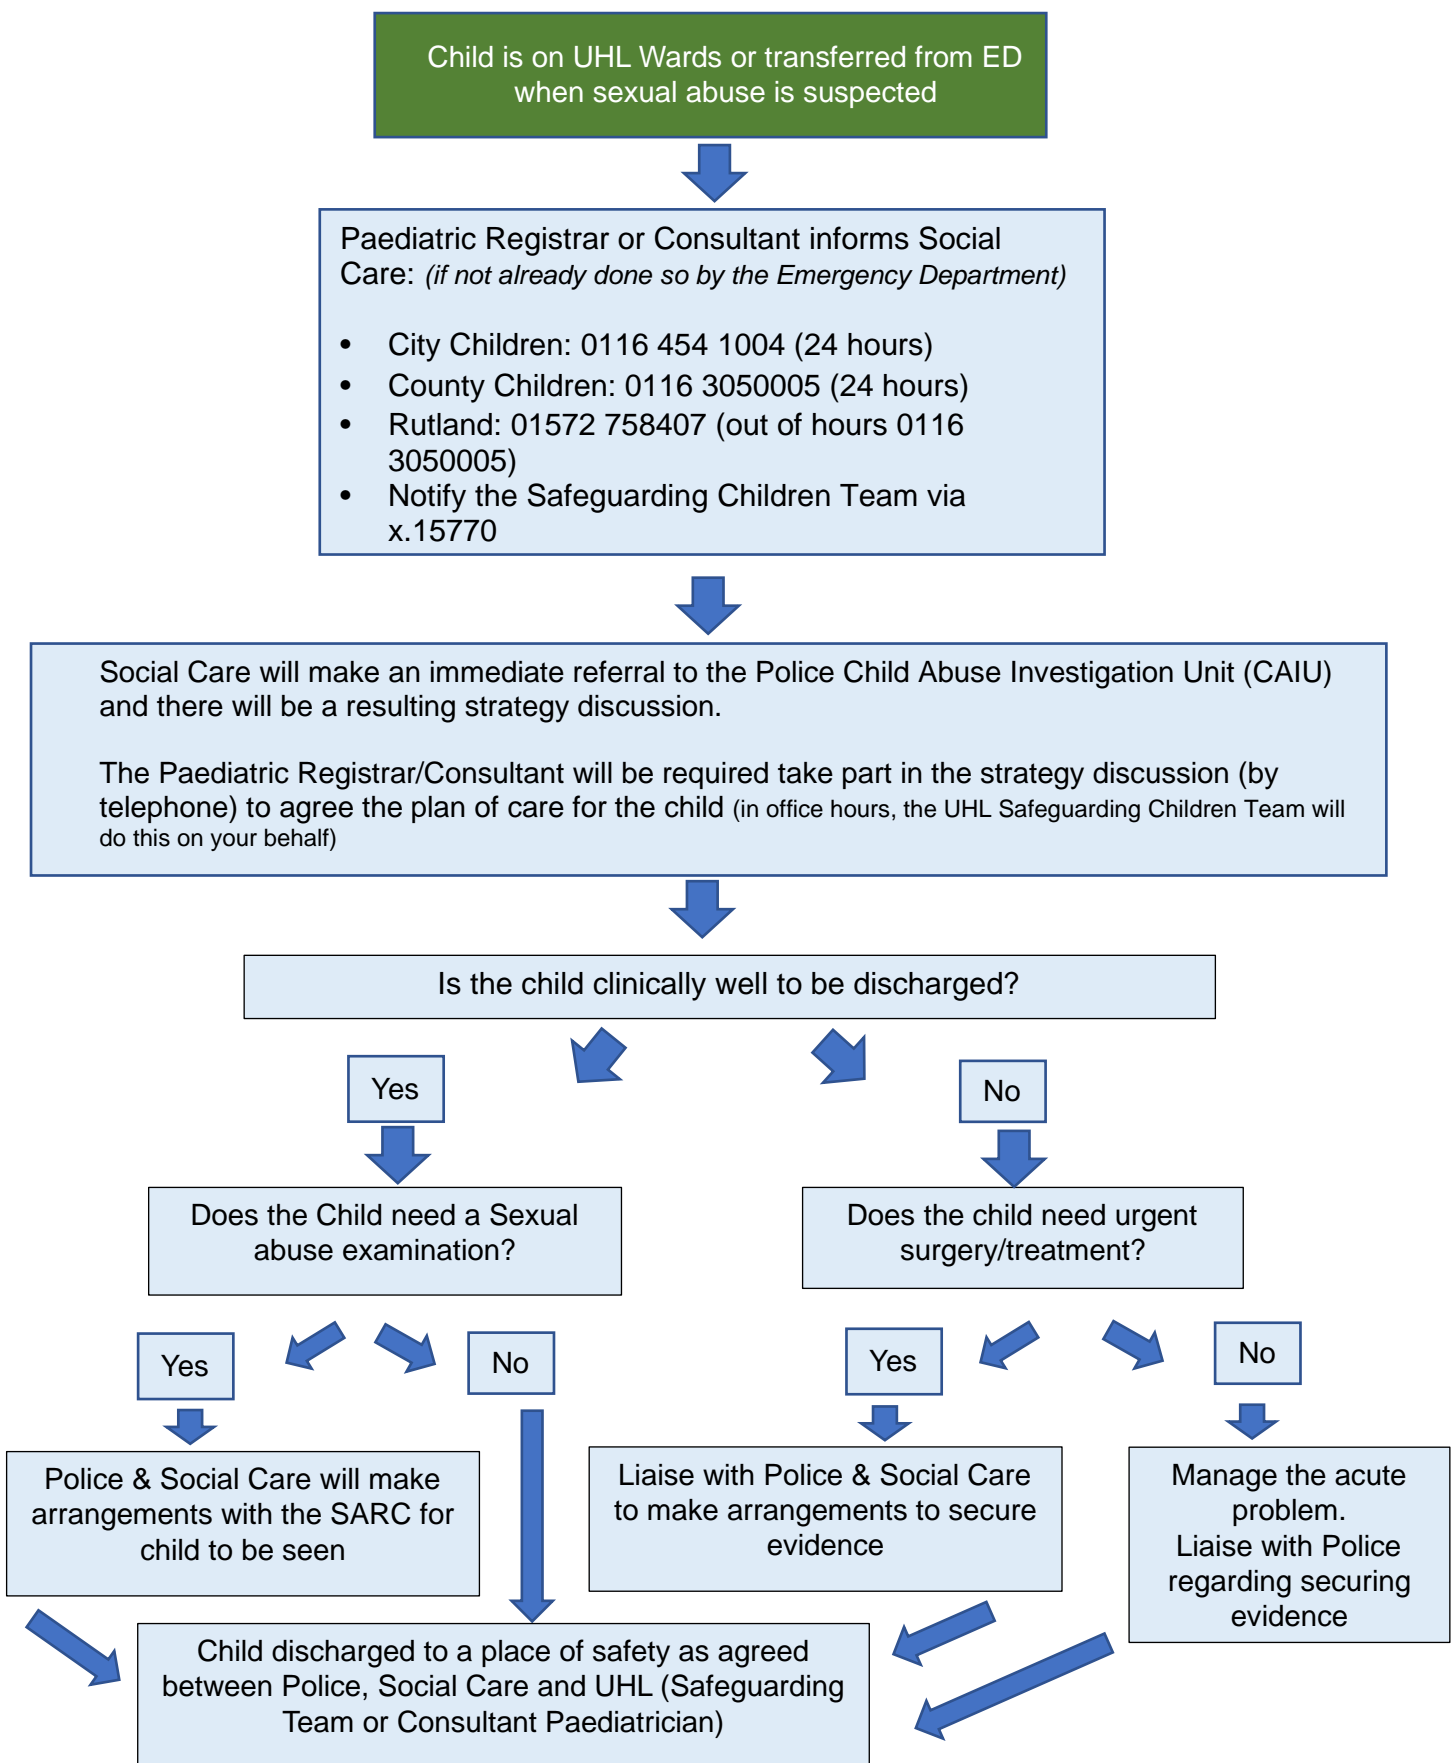 Child is on UHL Wards or transferred from ED
when sexual abuse is suspected
Paediatric Registrar or Consultant informs Social
Care: (if not already done so by the Emergency Department)
• City Children: 0116 454 1004 (24 hours)
• County Children: 0116 3050005 (24 hours)
• Rutland: 01572 758407 (out of hours 0116
3050005)
• Notify the Safeguarding Children Team via
x.15770
Social Care will make an immediate referral to the Police Child Abuse Investigation Unit (CAIU)
and there will be a resulting strategy discussion.
The Paediatric Registrar/Consultant will be required take part in the strategy discussion (by
telephone) to agree the plan of care for the child (in office hours, the UHL Safeguarding Children Team will
do this on your behalf)
Is the child clinically well to be discharged?
Yes
No
Does the Child need a Sexual
abuse examination?
Does the child need urgent
surgery/treatment?
Yes
No
Yes
No
Police & Social Care will make
arrangements with the SARC for
child to be seen
Liaise with Police & Social Care
to make arrangements to secure
evidence
Manage the acute
problem.
Liaise with Police
regarding securing
evidence
Child discharged to a place of safety as agreed
between Police, Social Care and UHL (Safeguarding
Team or Consultant Paediatrician)